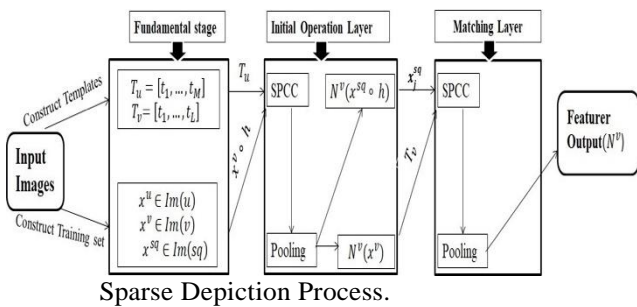 Fundamental stage
Initial Operation Layer
Matching Layer
Construct Templates
Input
Images
Construct Training set
T_u = [t_1, ..., t_M]
T_v = [t_1, ..., t_L]
x^u ∈ Im(u)
x^v ∈ Im(v)
x^{sq} ∈ Im(sq)
T_u
x^v ∘ h
SPCC
N^v(x^{sq} ∘ h)
Pooling
N^v(x^v)
x_j^{sq}
T_v
SPCC
Pooling
Featurer
Output(N^v)
Sparse Depiction Process.